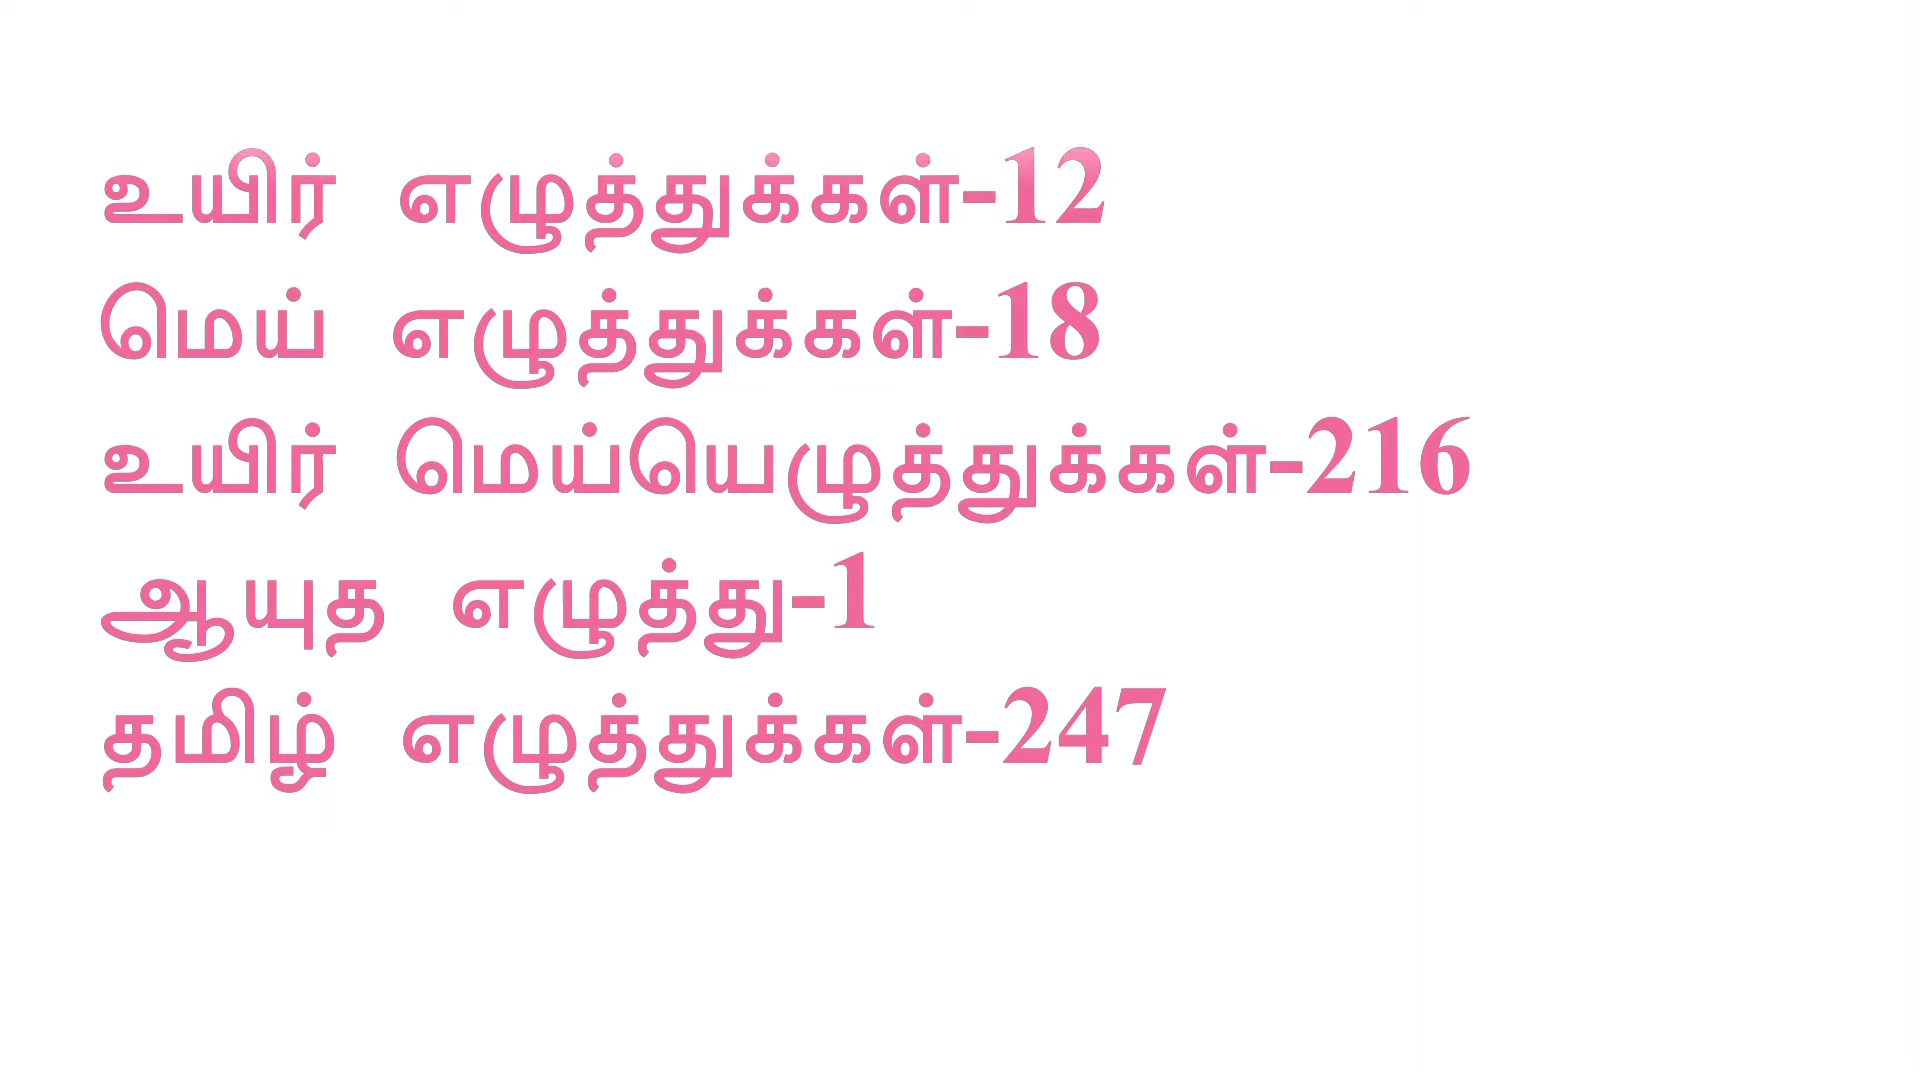 உயிர் எழுத்துக்கள்-12
மெய் எழுத்துக்கள்-18
உயிர் மெய்யெழுத்துக்கள்-216
ஆயுத எழுத்து-1
தமிழ் எழுத்துக்கள்-247